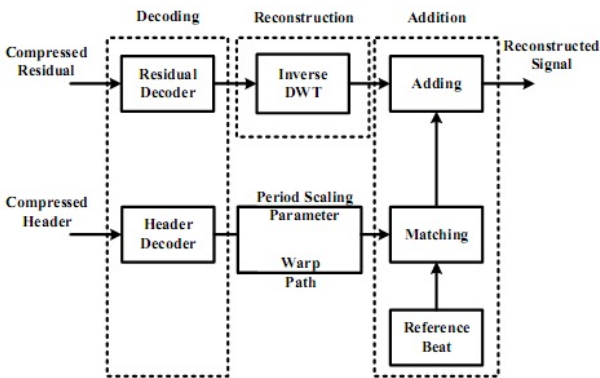 Decoding
Reconstruction
Addition
Compressed
Residual
Residual
Decoder
Inverse
DWT
Adding
Reconstructed
Signal
Compressed
Header
Header
Decoder
Period Scaling
Parameter
Warp
Path
Matching
Reference
Beat